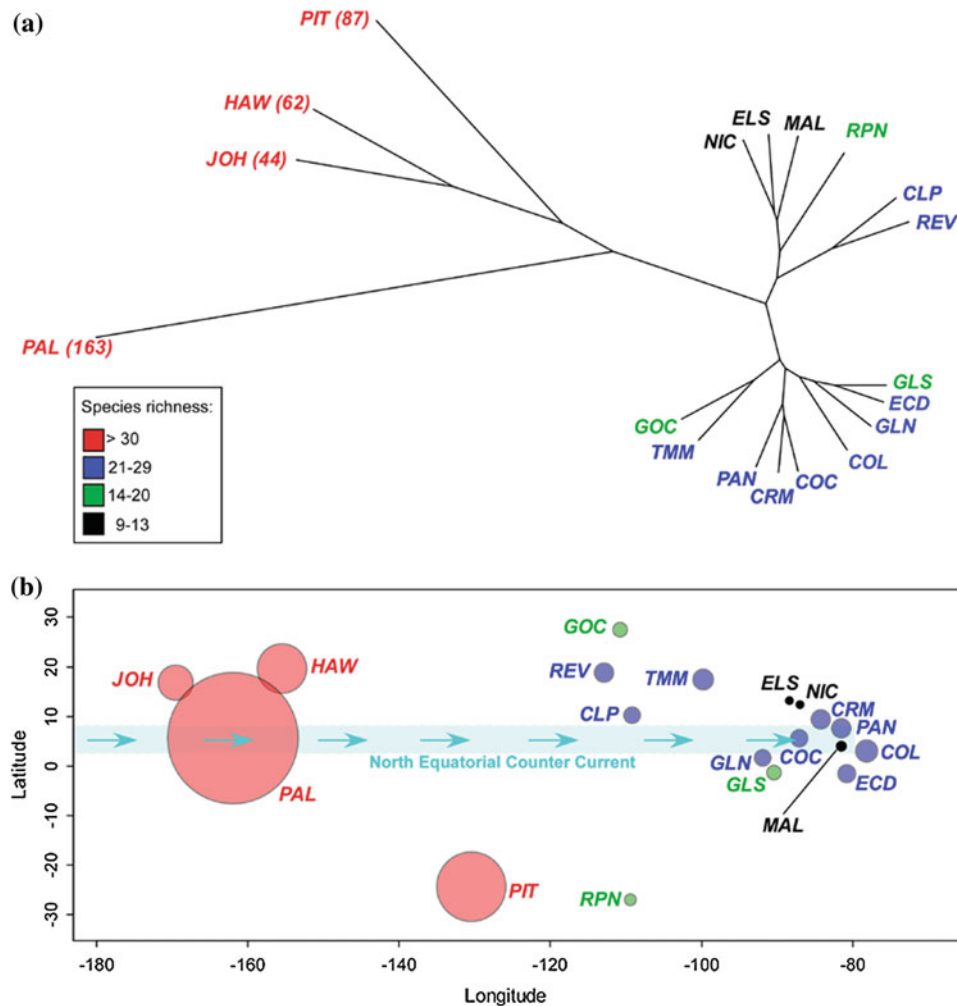 (a)
PIT (87)
HAW (62)
JOH (44)
PAL (163)
NIC
ELS
MAL
RPN
CLP
REV
GLS
ECD
GLN
COL
COC
CRM
PAN
TMM
GOC
Species richness:
> 30
21-29
14-20
9-13
(b)
30
20
10
0
-10
-20
-30
Latitude
JOH
HAW
PAL
PIT
GOC
REV
TMM
CLP
ELS
NIC
CRM
PAN
COL
COC
GLN
GLS
ECD
MAL
RPN
North Equatorial Counter Current
-180
-160
-140
-120
-100
-80
Longitude